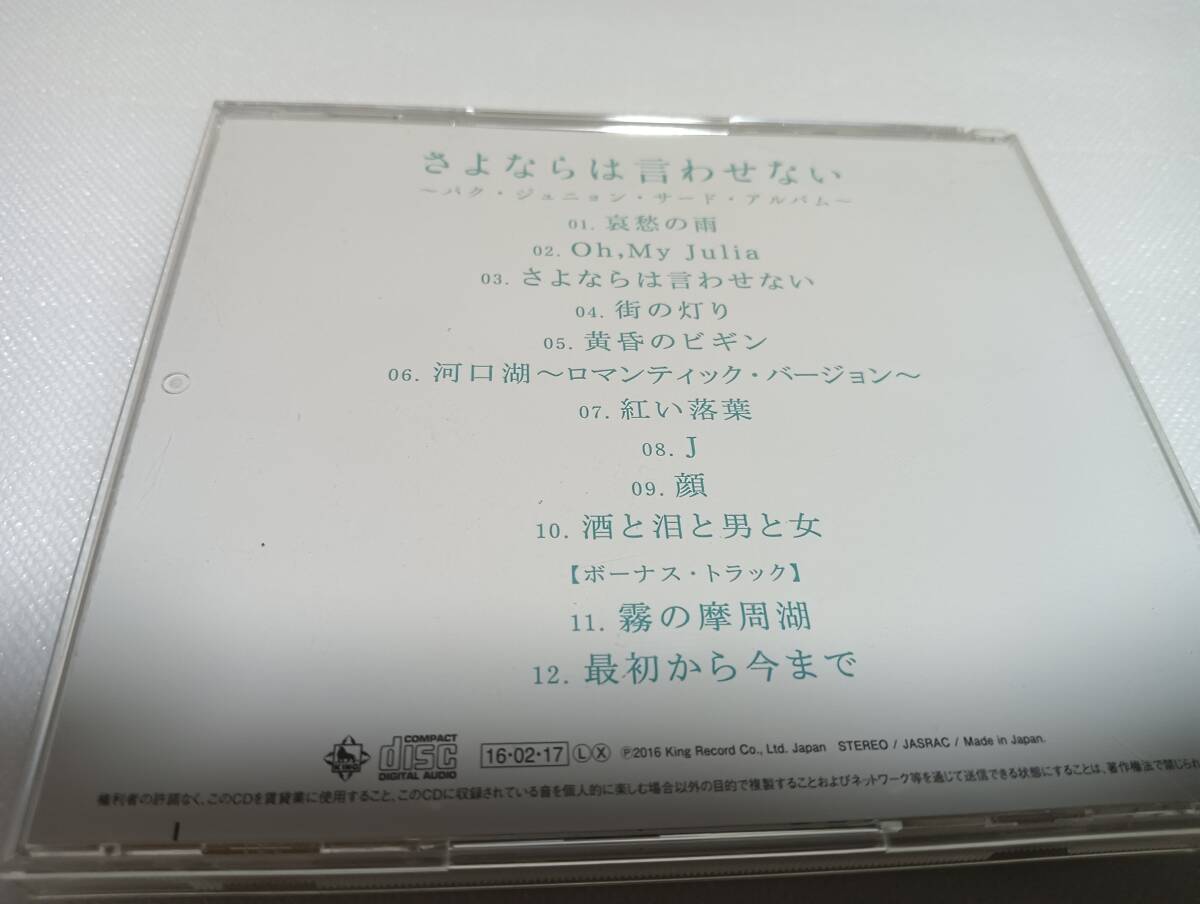 さよならは言わせない
～パク・ジュニョン・サード・アルバム～
01. 哀愁の雨
02. Oh,My Julia
03. さよならは言わせない
04. 街の灯り
05. 黄昏のビギン
06. 河口湖～ロマンティック・バージョン～
07. 紅い落葉
08. J
09. 顔
10. 酒と泪と男と女
【ボーナス・トラック】
11. 霧の摩周湖
12. 最初から今まで
KING COMPACT disc DIGITAL AUDIO 16・02・17 Ⓛ Ⓧ ℗2016 King Record Co., Ltd. Japan STEREO / JASRAC / Made in Japan.
権利者の許諾なく、このCDを賃貸業に使用すること、このCDに収録されている音を個人的に楽しむ場合以外の目的で複製することおよびネットワーク等を通じて送信できる状態にすることは、著作権法で禁じられ